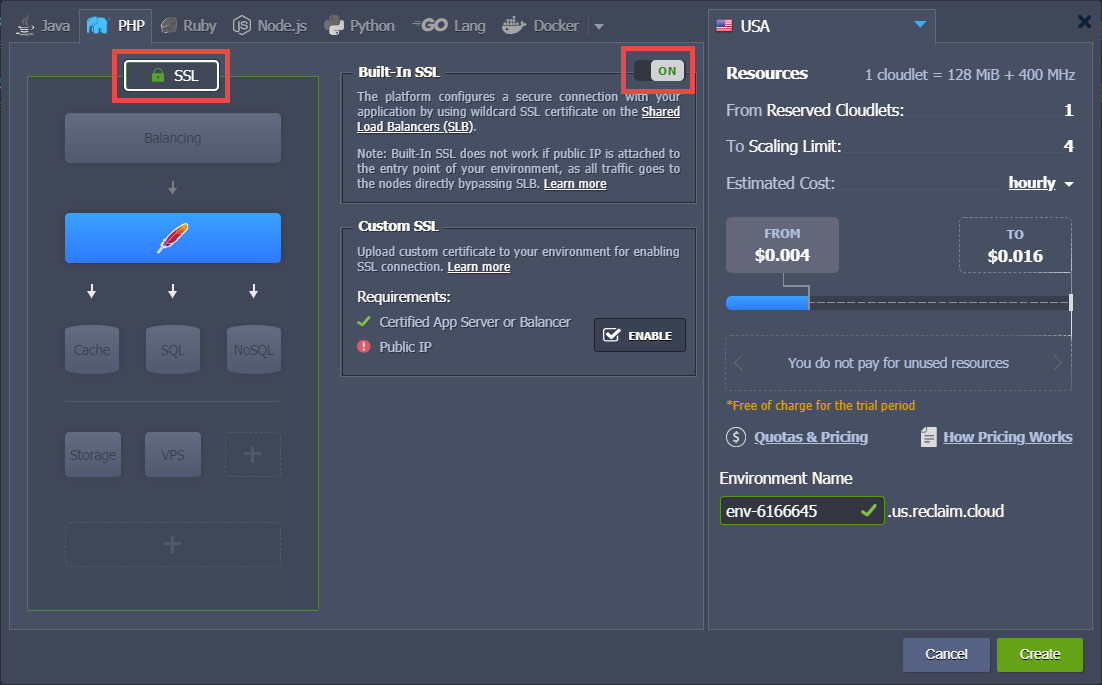 Java
PHP
Ruby
Node.js
Python
GO Lang
Docker
SSL
Balancing
Cache
SQL
NoSQL
Storage
VPS
Built-In SSL
ON
The platform configures a secure connection with your
application by using wildcard SSL certificate on the Shared
Load Balancers (SLB).
Note: Built-In SSL does not work if public IP is attached to
the entry point of your environment, as all traffic goes to
the nodes directly bypassing SLB. Learn more
Custom SSL
Upload custom certificate to your environment for enabling
SSL connection. Learn more
Requirements:
Certified App Server or Balancer
Public IP
ENABLE
USA
Resources
1 cloudlet = 128 MiB + 400 MHz
From Reserved Cloudlets: 1
To Scaling Limit: 4
Estimated Cost: hourly
FROM
$0.004
TO
$0.016
You do not pay for unused resources
*Free of charge for the trial period
$ Quotas & Pricing
How Pricing Works
Environment Name
env-6166645 .us.reclaim.cloud
Cancel
Create